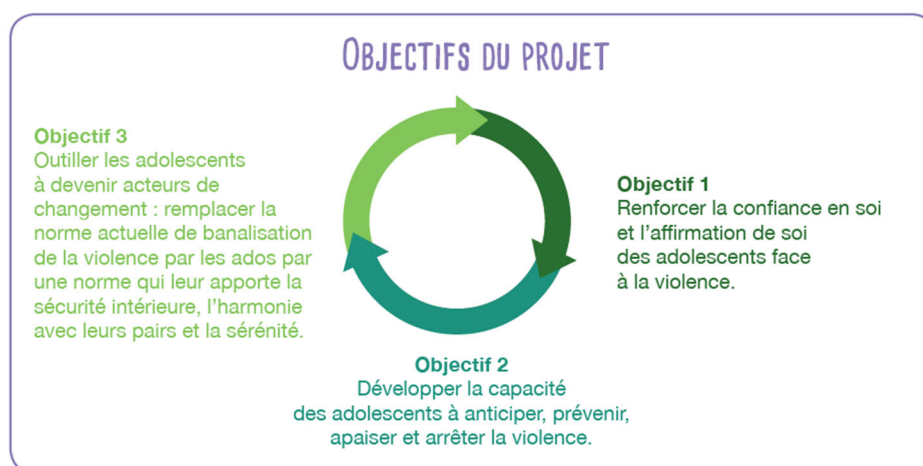 OBJECTIFS DU PROJET
Objectif 3
Outiller les adolescents
à devenir acteurs de
changement : remplacer la
norme actuelle de banalisation
de la violence par les ados par
une norme qui leur apporte la
sécurité intérieure, l’harmonie
avec leurs pairs et la sérénité.
Objectif 1
Renforcer la confiance en soi
et l’affirmation de soi
des adolescents face
à la violence.
Objectif 2
Développer la capacité
des adolescents à anticiper, prévenir,
apaiser et arrêter la violence.